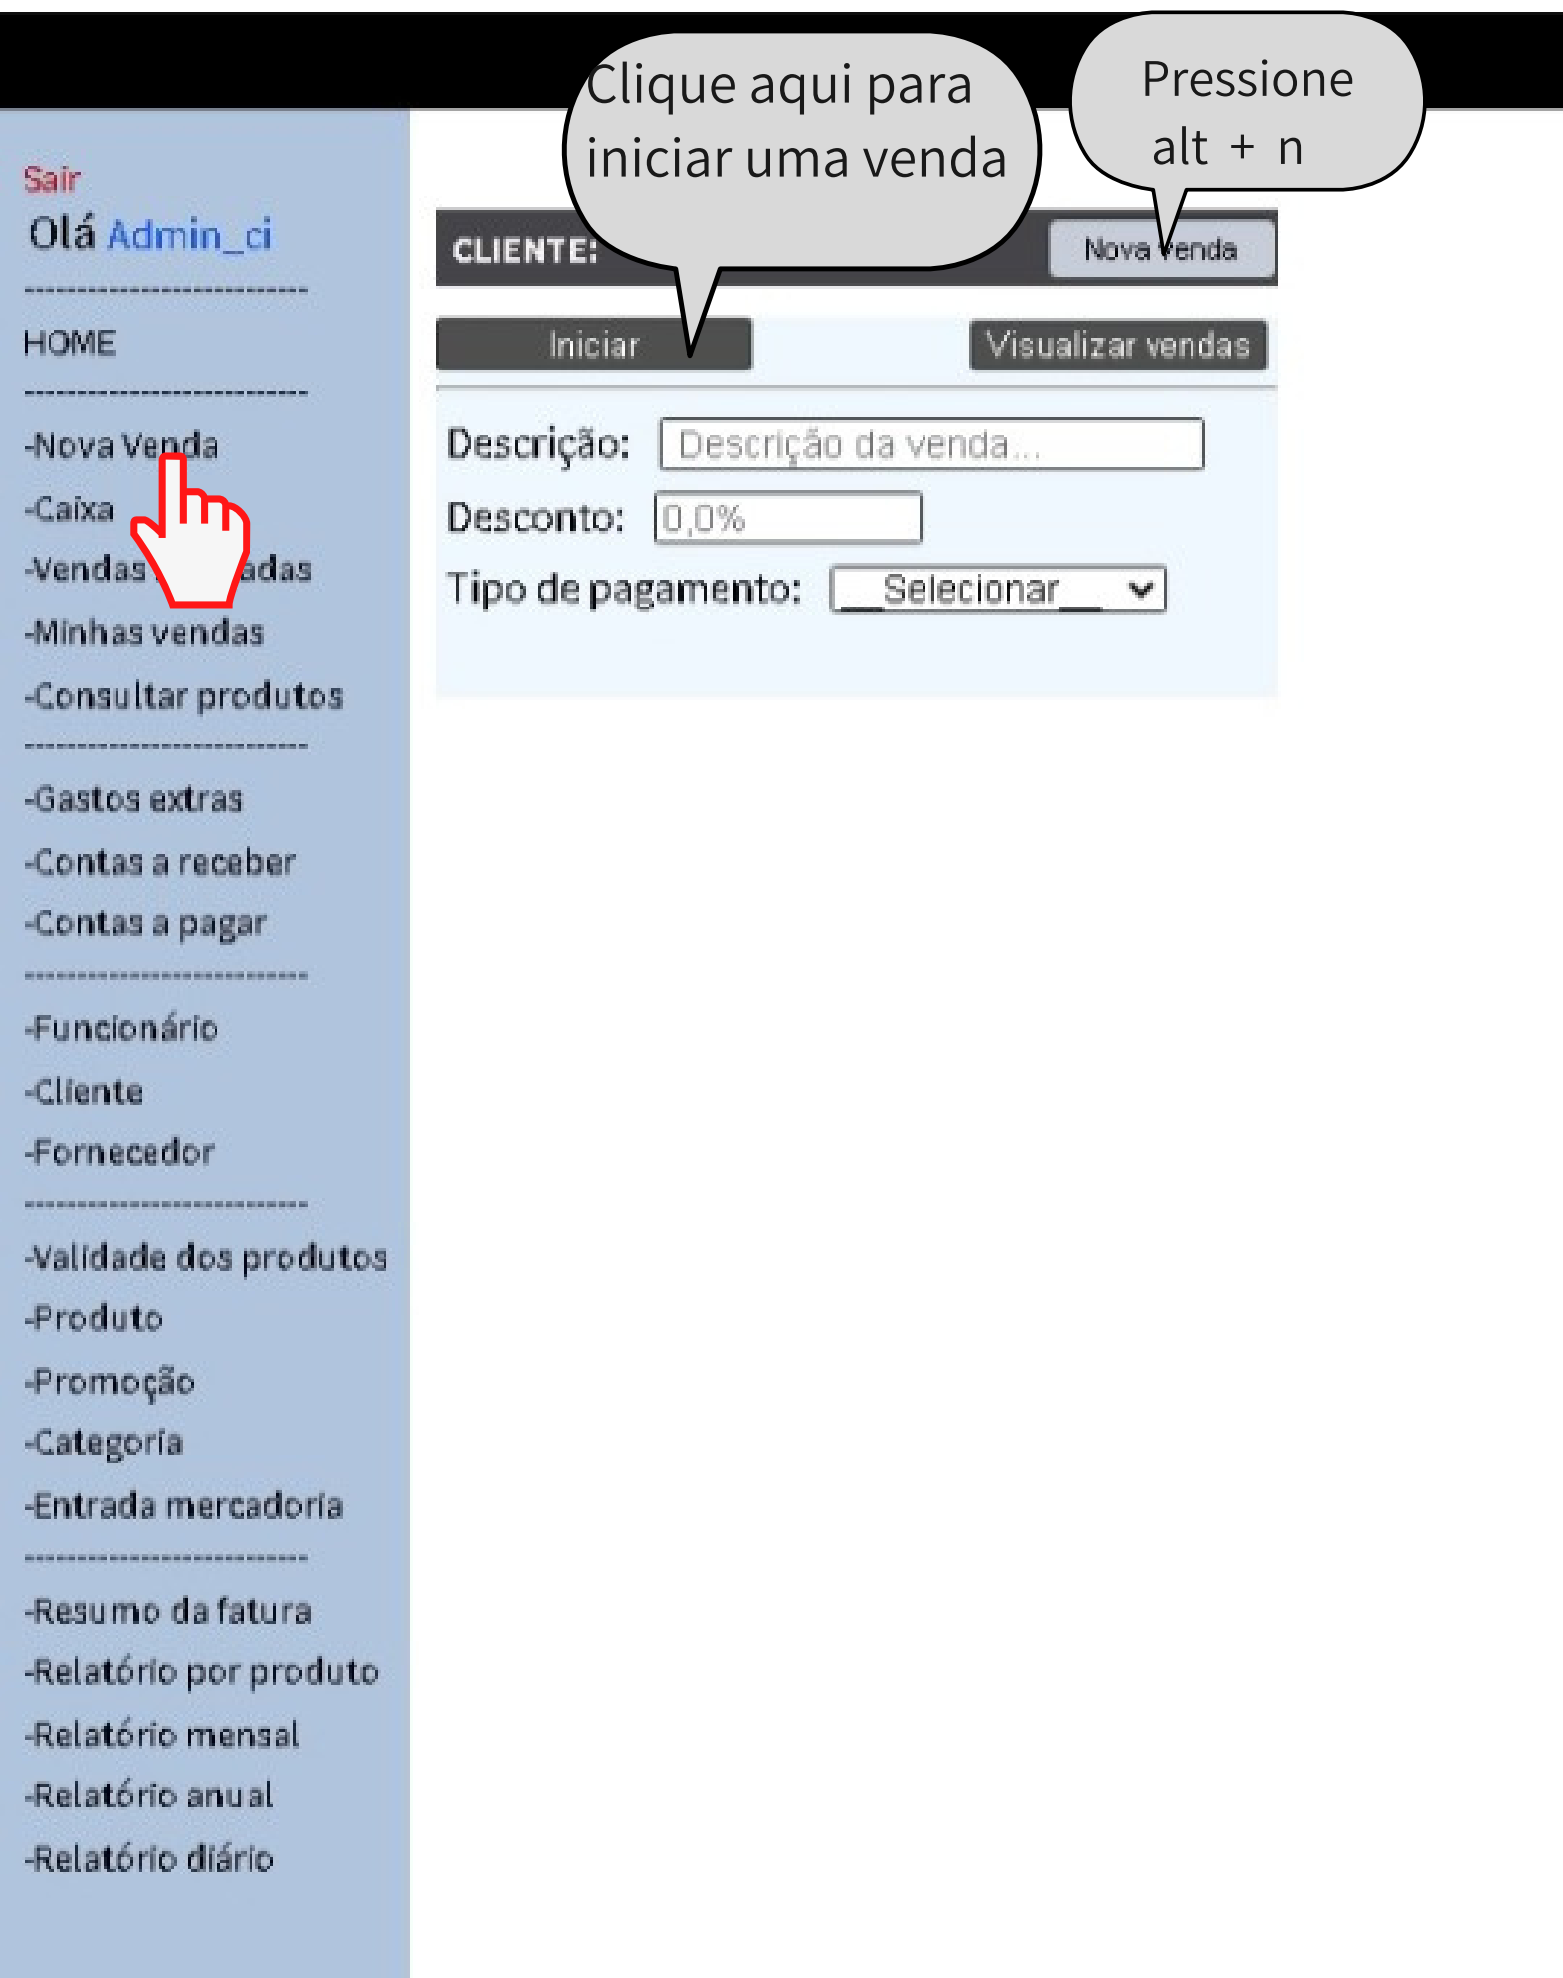 Clique aqui para
iniciar uma venda
Pressione
alt + n
Sair
Olá Admin_ci
---------------------------
HOME
---------------------------
-Nova Venda
-Caixa
-Vendas
-Minhas vendas
-Consultar produtos
---------------------------
-Gastos extras
-Contas a receber
-Contas a pagar
---------------------------
-Funcionário
-Cliente
-Fornecedor
---------------------------
-Validade dos produtos
-Produto
-Promoção
-Categoria
-Entrada mercadoria
---------------------------
-Resumo da fatura
-Relatório por produto
-Relatório mensal
-Relatório anual
-Relatório diário
CLIENTE:
Nova venda
Iniciar
Visualizar vendas
Descrição: Descrição da venda...
Desconto: 0,0%
Tipo de pagamento: __Selecionar__